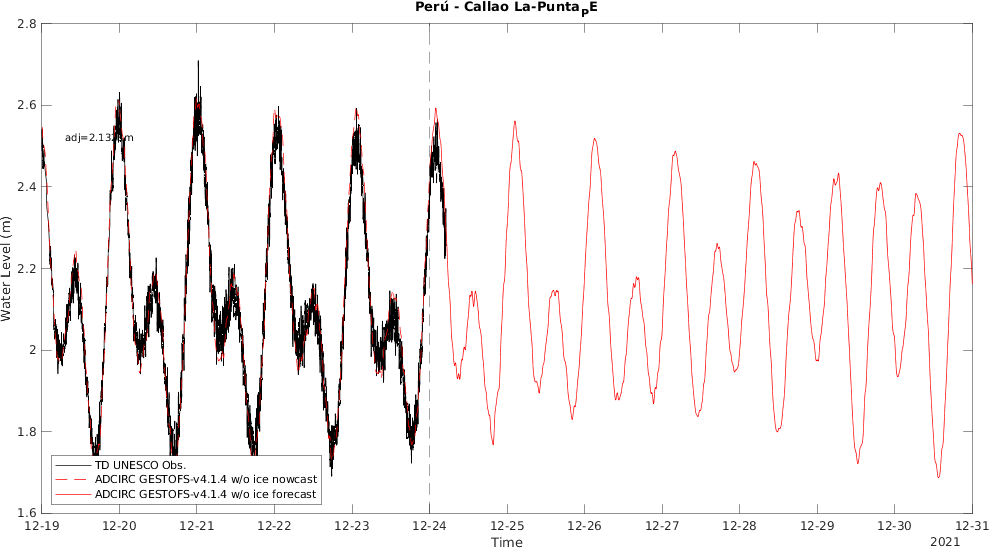 Perú - Callao La-PuntapE
2.8
2.6
2.4
2.2
2
1.8
1.6
Water Level (m)
TD UNESCO Obs.
ADCIRC GESTOFS-v4.1.4 w/o ice nowcast
ADCIRC GESTOFS-v4.1.4 w/o ice forecast
12-19 12-20 12-21 12-22 12-23 12-24 12-25 12-26 12-27 12-28 12-29 12-30 12-31
Time
2021